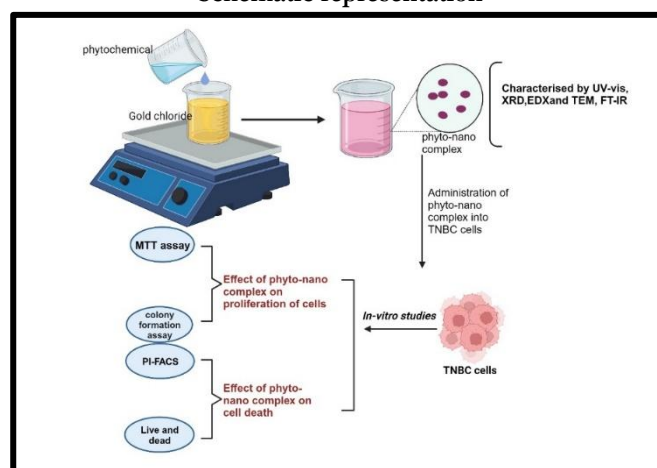 Schematic representation
phytochemical
Gold chloride
phyto-nano
complex
Characterised by UV-vis,
XRD,EDXand TEM, FT-IR
Administration of
phyto-nano
complex into
TNBC cells
MTT assay
Effect of phyto-nano
complex on
proliferation of cells
colony
formation
assay
In-vitro studies
TNBC cells
PI-FACS
Effect of phyto-
nano complex on
cell death
Live and
dead